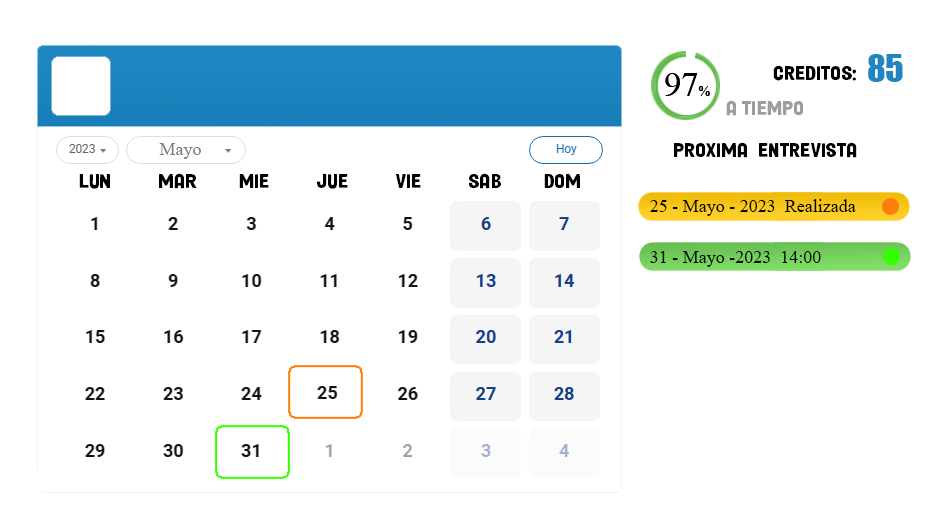 2023 Mayo Hoy
LUN MAR MIE JUE VIE SAB DOM
1 2 3 4 5 6 7
8 9 10 11 12 13 14
15 16 17 18 19 20 21
22 23 24 25 26 27 28
29 30 31 1 2 3 4
97%
CREDITOS: 85
A TIEMPO
PROXIMA ENTREVISTA
25 - Mayo - 2023 Realizada
31 - Mayo -2023 14:00